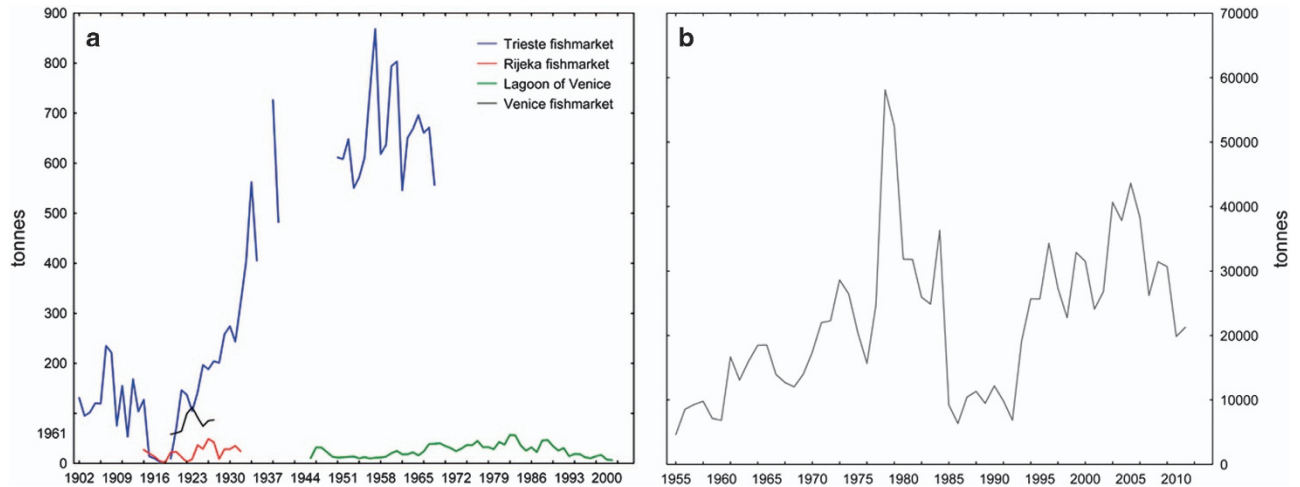 a
900
800
700
600
500
400
300
200
1961
0
tonnes
Trieste fishmarket
Rijeka fishmarket
Lagoon of Venice
Venice fishmarket
1902 1909 1916 1923 1930 1937 1944 1951 1958 1965 1972 1979 1986 1993 2000
b
70000
60000
50000
40000
30000
20000
10000
0
tonnes
1955 1960 1965 1970 1975 1980 1985 1990 1995 2000 2005 2010